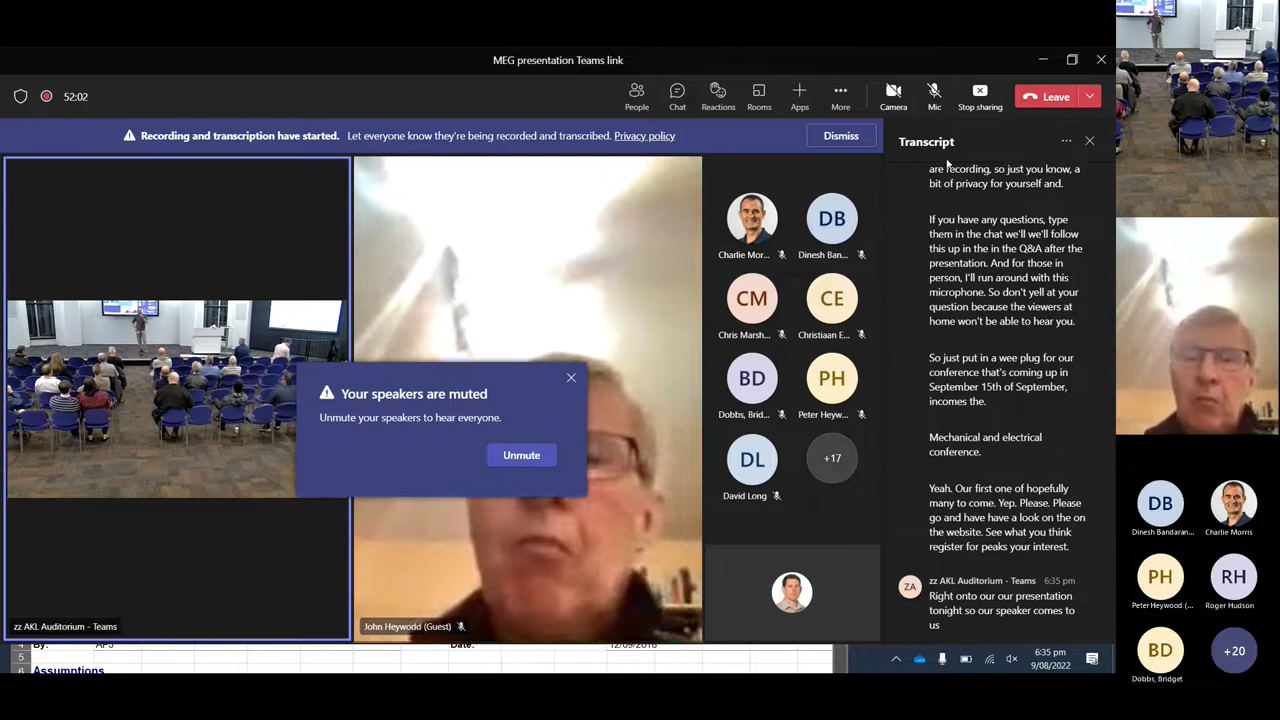 MEG presentation Teams link
52:02
People
Chat
Reactions
Rooms
Apps
More
Camera
Mic
Stop sharing
Leave
Recording and transcription have started. Let everyone know they're being recorded and transcribed. Privacy policy
Dismiss
Transcript
are recording, so just you know, a
bit of privacy for yourself and.
If you have any questions, type
them in the chat we'll we'll follow
this up in the in the Q&A after the
presentation. And for those in
person, I'll run around with this
microphone. So don't yell at your
question because the viewers at
home won't be able to hear you.
So just put in a wee plug for our
conference that's coming up in
September 15th of September,
incomes the.
Mechanical and electrical
conference.
Yeah. Our first one of hopefully
many to come. Yep. Please. Please
go and have have a look on the on
the website. See what you think
register for peaks your interest.
ZA
zz AKL Auditorium - Teams 6:35 pm
Right onto our our presentation
tonight so our speaker comes to
us
Your speakers are muted
Unmute your speakers to hear everyone.
Unmute
Charlie Mor...
DB
Dinesh Ban...
CM
Chris Marsh...
CE
Christiaan E...
BD
Dobbs, Brid...
PH
Peter Heyw...
DL
David Long
+17
zz AKL Auditorium - Teams
John Heywodd (Guest)
By:
Date:
12/09/2018
5
6
Assumptions
6:35 pm
9/08/2022
DB
Dinesh Bandaran...
Charlie Morris
PH
Peter Heywood (...
RH
Roger Hudson
BD
Dobbs, Bridget
+20